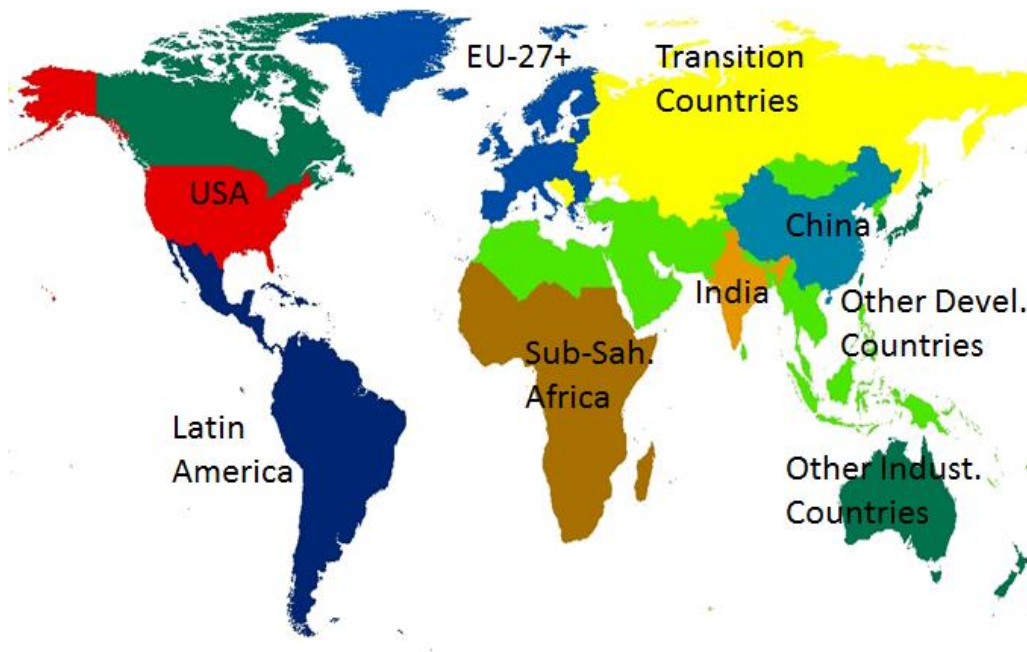 EU-27+
Transition
Countries
USA
China
India
Other Devel.
Countries
Sub-Sah.
Africa
Latin
America
Other Indust.
Countries